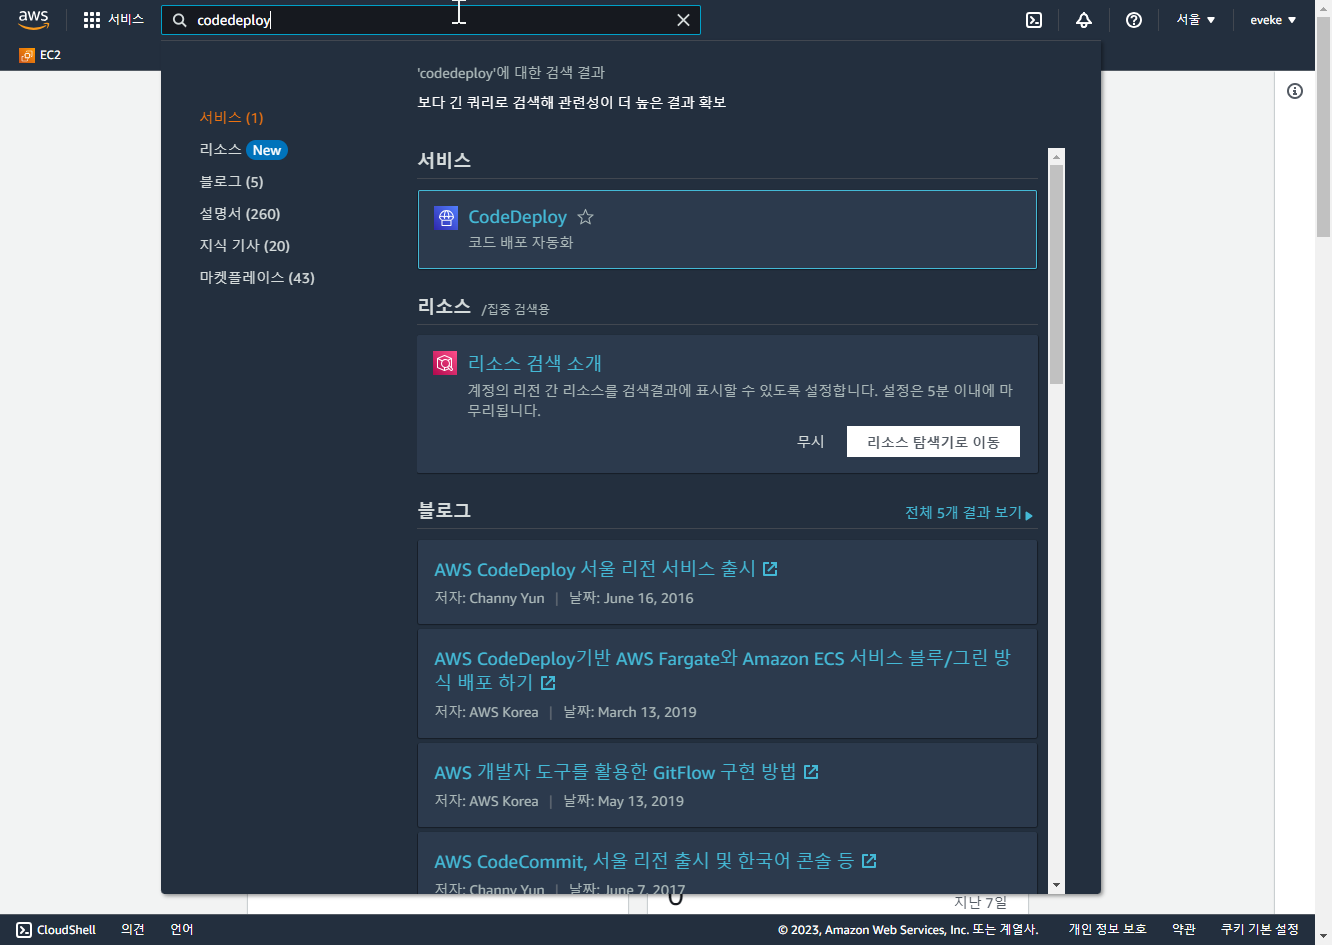 aws
서비스
codedeploy
서울 ▼
eveke ▼
EC2
'codedeploy'에 대한 검색 결과
보다 긴 쿼리로 검색해 관련성이 더 높은 결과 확보
서비스 (1)
리소스 New
블로그 (5)
설명서 (260)
지식 기사 (20)
마켓플레이스 (43)
서비스
CodeDeploy
코드 배포 자동화
리소스 /집중 검색용
리소스 검색 소개
계정의 리전 간 리소스를 검색결과에 표시할 수 있도록 설정합니다. 설정은 5분 이내에 마
무리됩니다.
무시
리소스 탐색기로 이동
블로그
전체 5개 결과 보기
AWS CodeDeploy 서울 리전 서비스 출시
저자: Channy Yun | 날짜: June 16, 2016
AWS CodeDeploy기반 AWS Fargate와 Amazon ECS 서비스 블루/그린 방
식 배포 하기
저자: AWS Korea | 날짜: March 13, 2019
AWS 개발자 도구를 활용한 GitFlow 구현 방법
저자: AWS Korea | 날짜: May 13, 2019
AWS CodeCommit, 서울 리전 출시 및 한국어 콘솔 등
저자: Channy Yun | 날짜: June 7, 2017
지난 7일
CloudShell
의견
언어
© 2023, Amazon Web Services, Inc. 또는 계열사.
개인 정보 보호
약관
쿠키 기본 설정